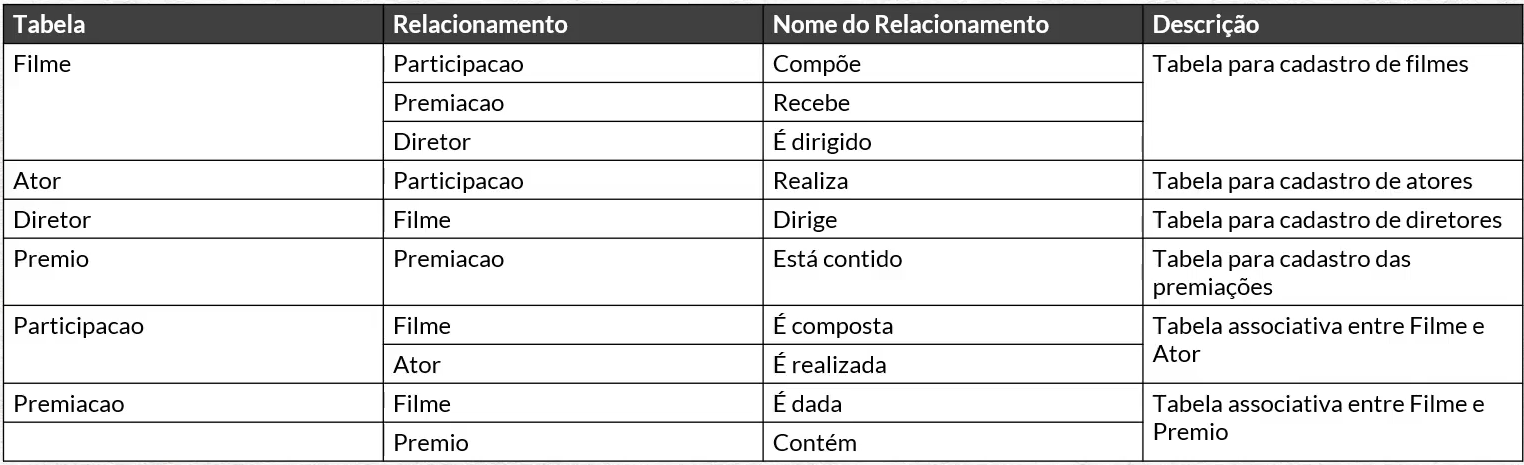 Tabela Relacionamento Nome do Relacionamento Descrição
Filme Participacao Compõe Tabela para cadastro de filmes
Premiacao Recebe
Diretor É dirigido
Ator Participacao Realiza Tabela para cadastro de atores
Diretor Filme Dirige Tabela para cadastro de diretores
Premio Premiacao Está contido Tabela para cadastro das
premiações
Participacao Filme É composta Tabela associativa entre Filme e
Ator É realizada Ator
Premiacao Filme É dada Tabela associativa entre Filme e
Premio Contém Premio